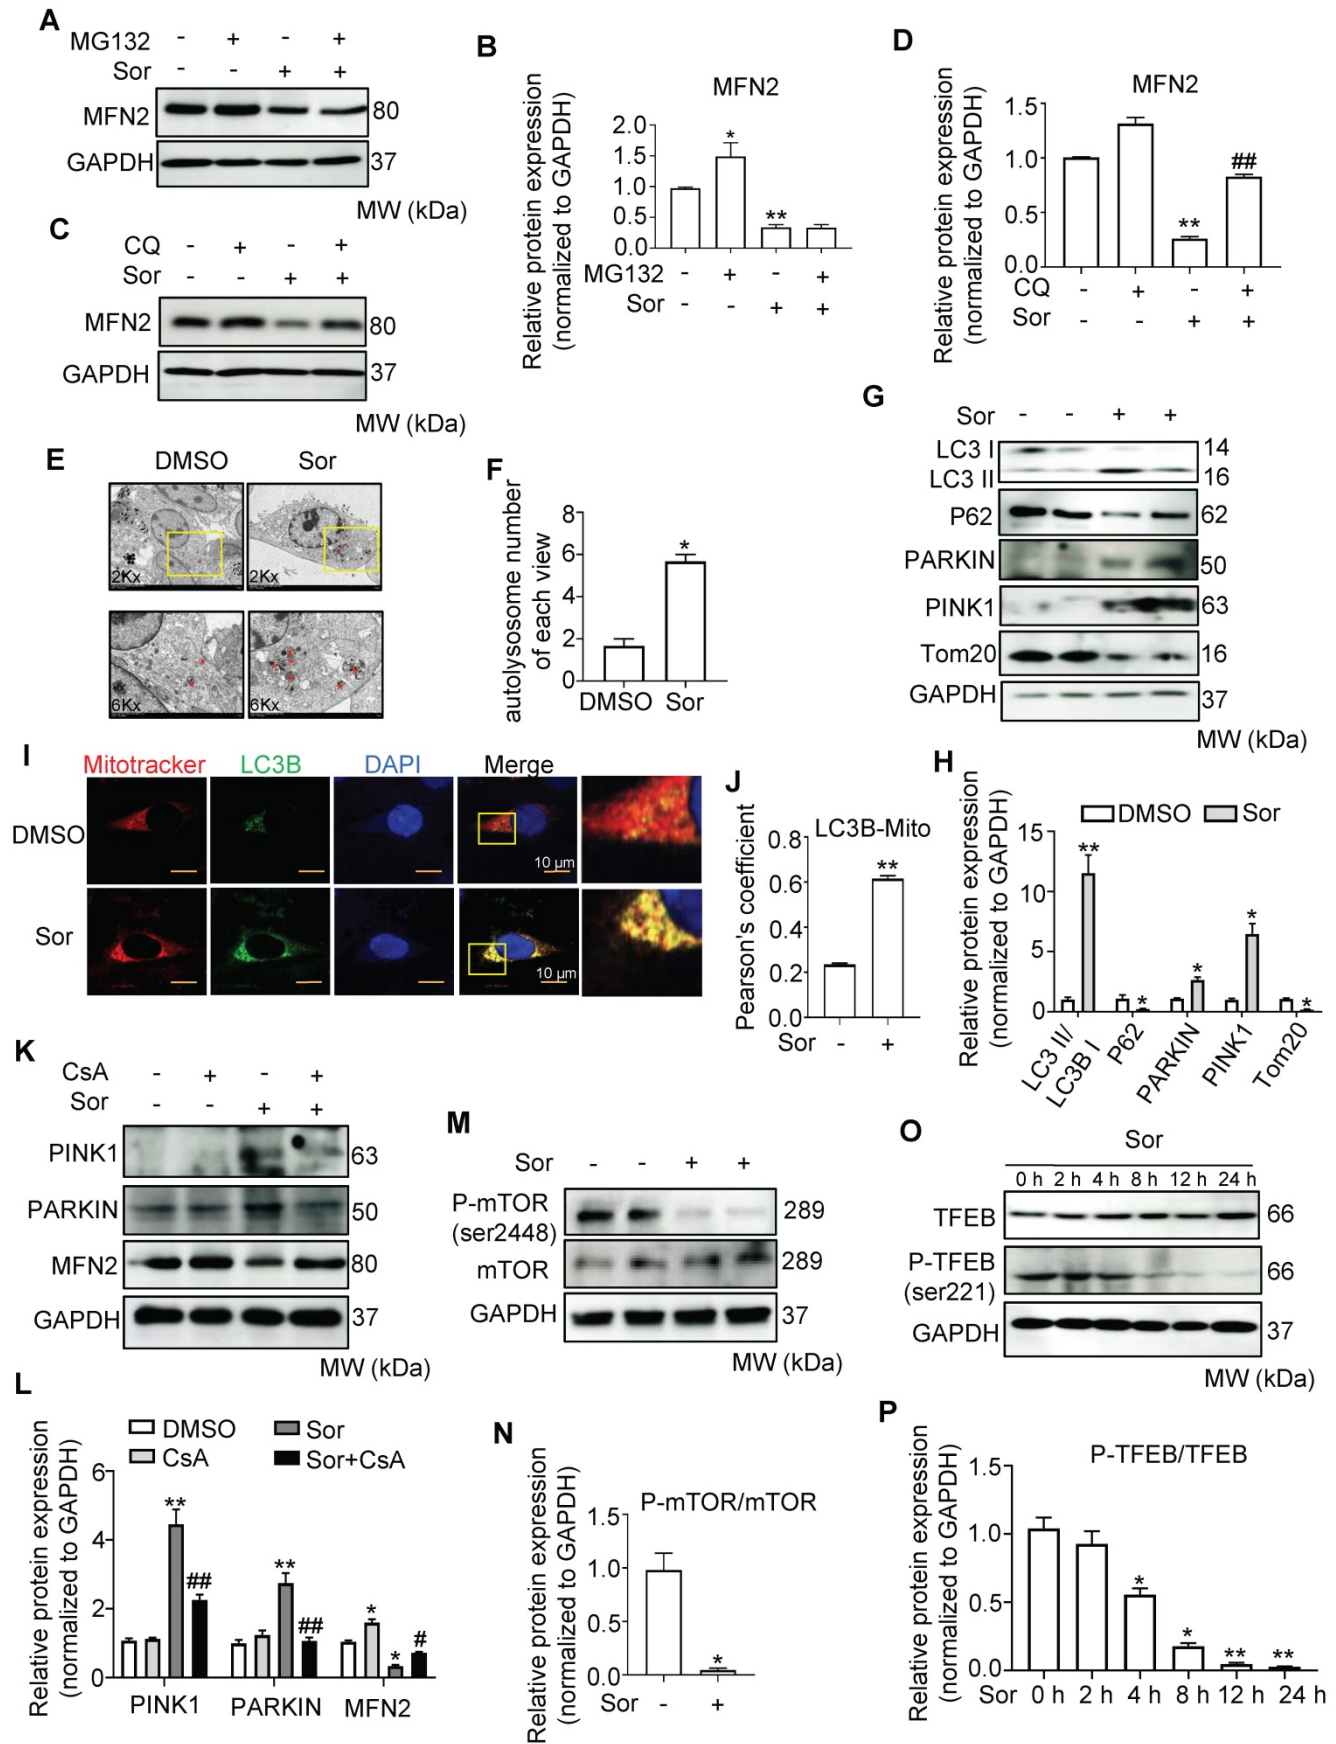 A
MG132 - + - +
Sor - - + +
MFN2 80
GAPDH 37
MW (kDa)
B
MFN2
Relative protein expression
(normalized to GAPDH)
2.0
1.5
1.0
0.5
0.0
*
**
MG132 - + - +
Sor - - + +
C
CQ - + - +
Sor - - + +
MFN2 80
GAPDH 37
MW (kDa)
D
MFN2
Relative protein expression
(normalized to GAPDH)
1.5
1.0
0.5
0.0
**
##
CQ - + - +
Sor - - + +
E
DMSO Sor
2Kx 2Kx
6Kx 6Kx
F
autolysosome number
of each view
8
6
4
2
0
*
DMSO Sor
G
Sor - - + +
LC3 I 14
LC3 II 16
P62 62
PARKIN 50
PINK1 63
Tom20 16
GAPDH 37
MW (kDa)
I
Mitotracker LC3B DAPI Merge
DMSO
10 µm
Sor
10 µm
J
LC3B-Mito
Pearson's coefficient
0.8
0.6
0.4
0.2
0.0
**
Sor - +
H
DMSO Sor
Relative protein expression
(normalized to GAPDH)
15
10
5
0
** * * * *
LC3 II/
LC3B I
P62
PARKIN
PINK1
Tom20
K
CsA - + - +
Sor - - + +
PINK1 63
PARKIN 50
MFN2 80
GAPDH 37
MW (kDa)
M
Sor - - + +
P-mTOR 289
(ser2448)
mTOR 289
GAPDH 37
MW (kDa)
O
Sor
0 h 2 h 4 h 8 h 12 h 24 h
TFEB 66
P-TFEB 66
(ser221)
GAPDH 37
MW (kDa)
L
DMSO Sor
CsA Sor+CsA
Relative protein expression
(normalized to GAPDH)
6
4
2
0
** ## ** ## * * #
PINK1 PARKIN MFN2
N
P-mTOR/mTOR
Relative protein expression
(normalized to GAPDH)
1.5
1.0
0.5
0.0
*
Sor - +
P
P-TFEB/TFEB
Relative protein expression
(normalized to GAPDH)
1.5
1.0
0.5
0.0
* * ** **
Sor 0 h 2 h 4 h 8 h 12 h 24 h